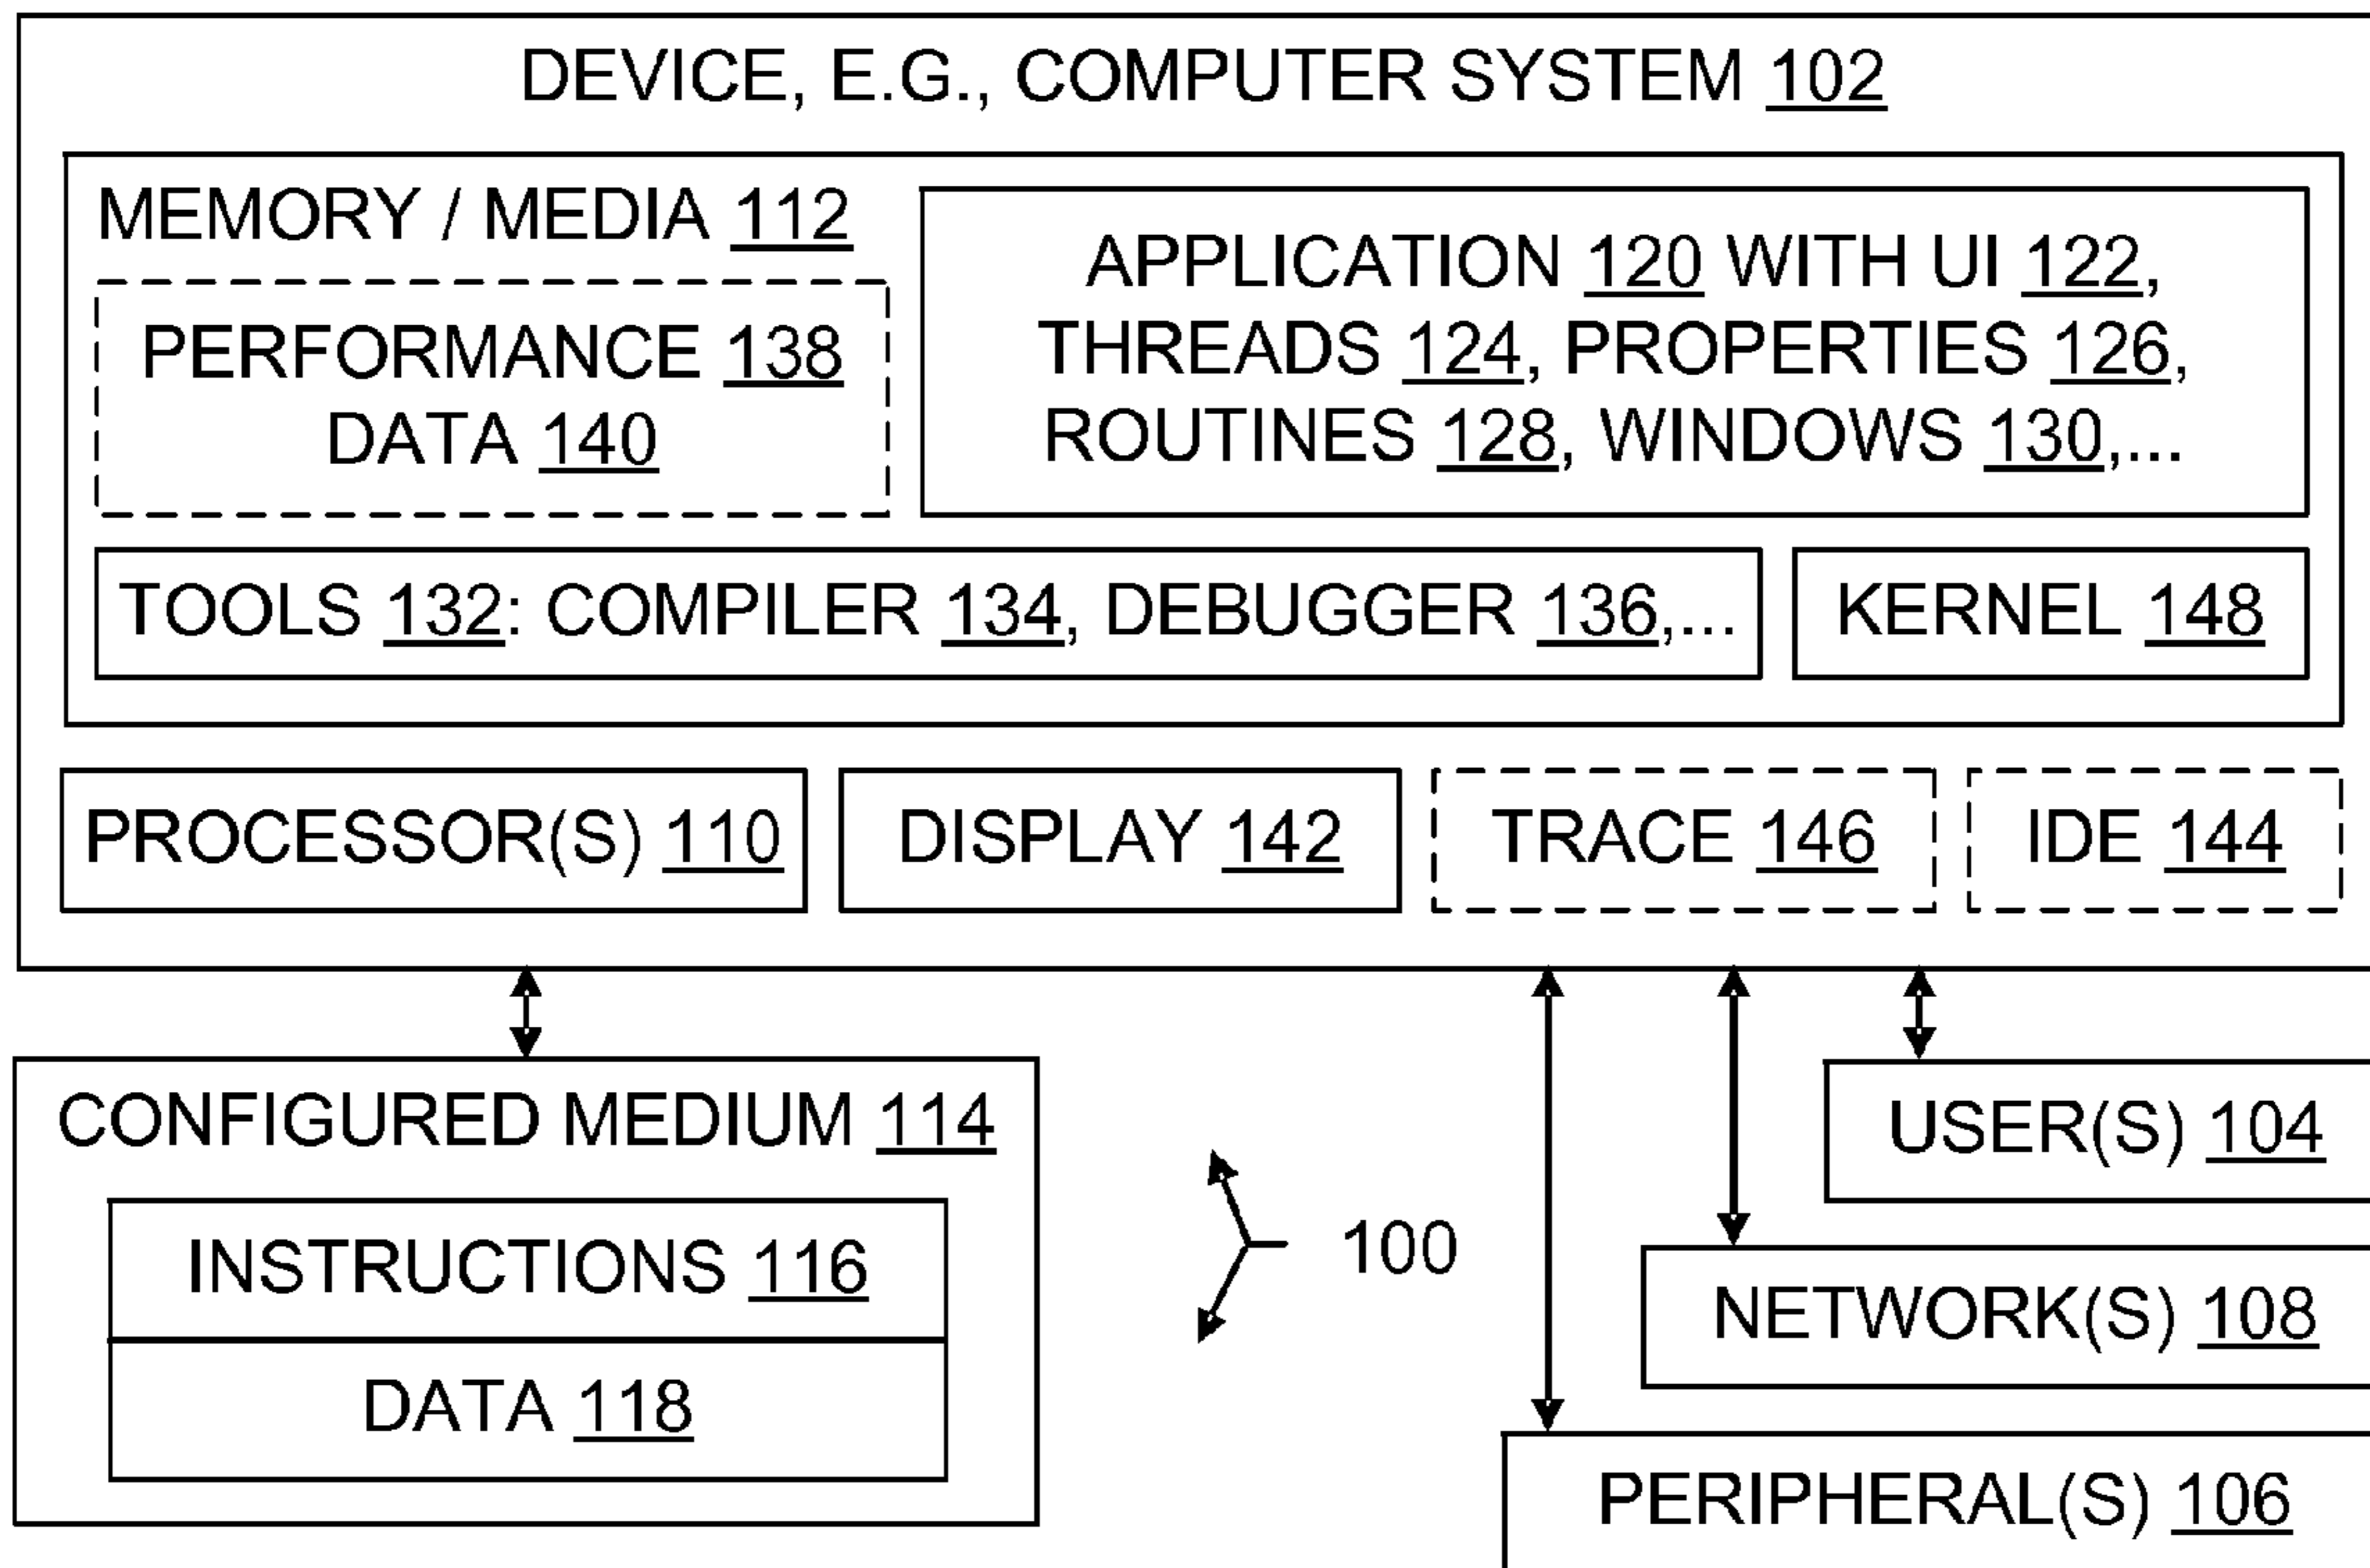 DEVICE, E.G., COMPUTER SYSTEM 102
MEMORY / MEDIA 112
PERFORMANCE 138
DATA 140
APPLICATION 120 WITH UI 122,
THREADS 124, PROPERTIES 126,
ROUTINES 128, WINDOWS 130,...
TOOLS 132: COMPILER 134, DEBUGGER 136,...
KERNEL 148
PROCESSOR(S) 110
DISPLAY 142
TRACE 146
IDE 144
CONFIGURED MEDIUM 114
INSTRUCTIONS 116
DATA 118
100
USER(S) 104
NETWORK(S) 108
PERIPHERAL(S) 106